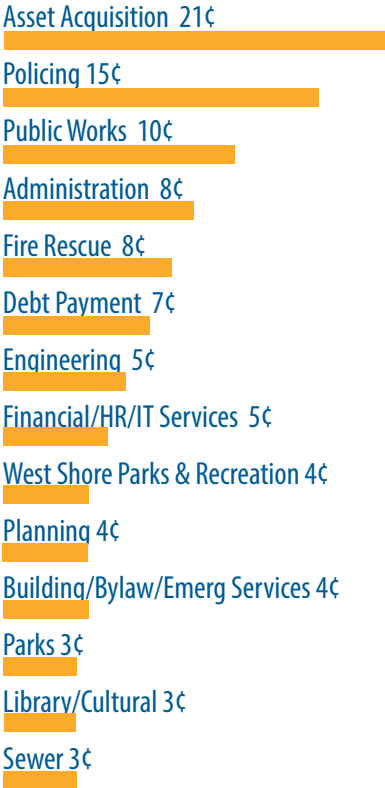 Asset Acquisition 21¢
Policing 15¢
Public Works 10¢
Administration 8¢
Fire Rescue 8¢
Debt Payment 7¢
Engineering 5¢
Financial/HR/IT Services 5¢
West Shore Parks & Recreation 4¢
Planning 4¢
Building/Bylaw/Emerg Services 4¢
Parks 3¢
Library/Cultural 3¢
Sewer 3¢